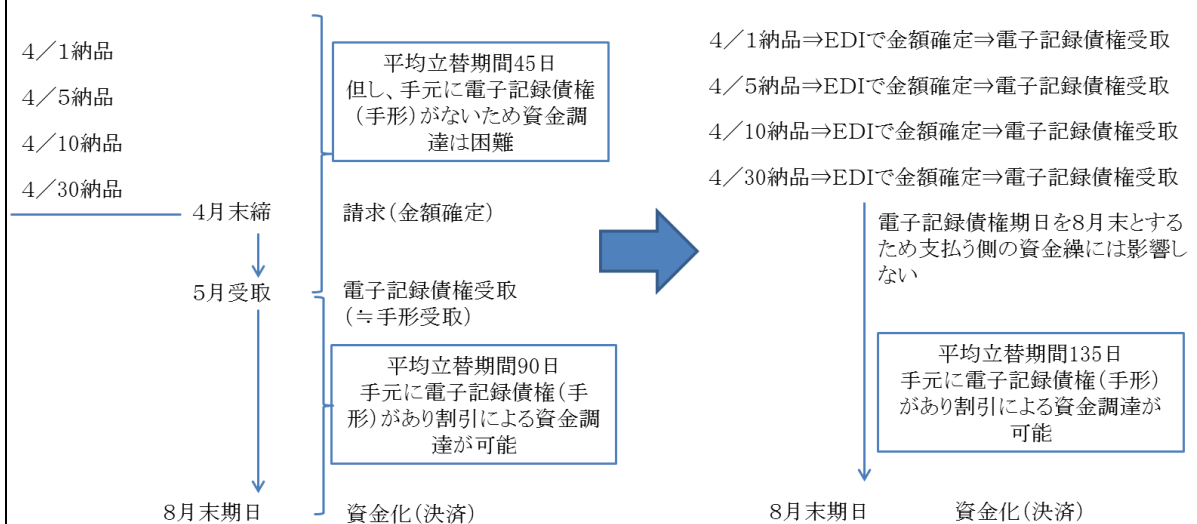 4／1納品
4／5納品
4／10納品
4／30納品
平均立替期間45日
但し、手元に電子記録債権
(手形)がないため資金調
達は困難
4月末締
請求(金額確定)
5月受取
電子記録債権受取
(≒手形受取)
平均立替期間90日
手元に電子記録債権(手
形)があり割引による資金調
達が可能
8月末期日
資金化(決済)
4／1納品⇒EDIで金額確定⇒電子記録債権受取
4／5納品⇒EDIで金額確定⇒電子記録債権受取
4／10納品⇒EDIで金額確定⇒電子記録債権受取
4／30納品⇒EDIで金額確定⇒電子記録債権受取
電子記録債権期日を8月末とする
ため支払う側の資金繰には影響し
ない
平均立替期間135日
手元に電子記録債権(手形)
があり割引による資金調達が
可能
8月末期日
資金化(決済)